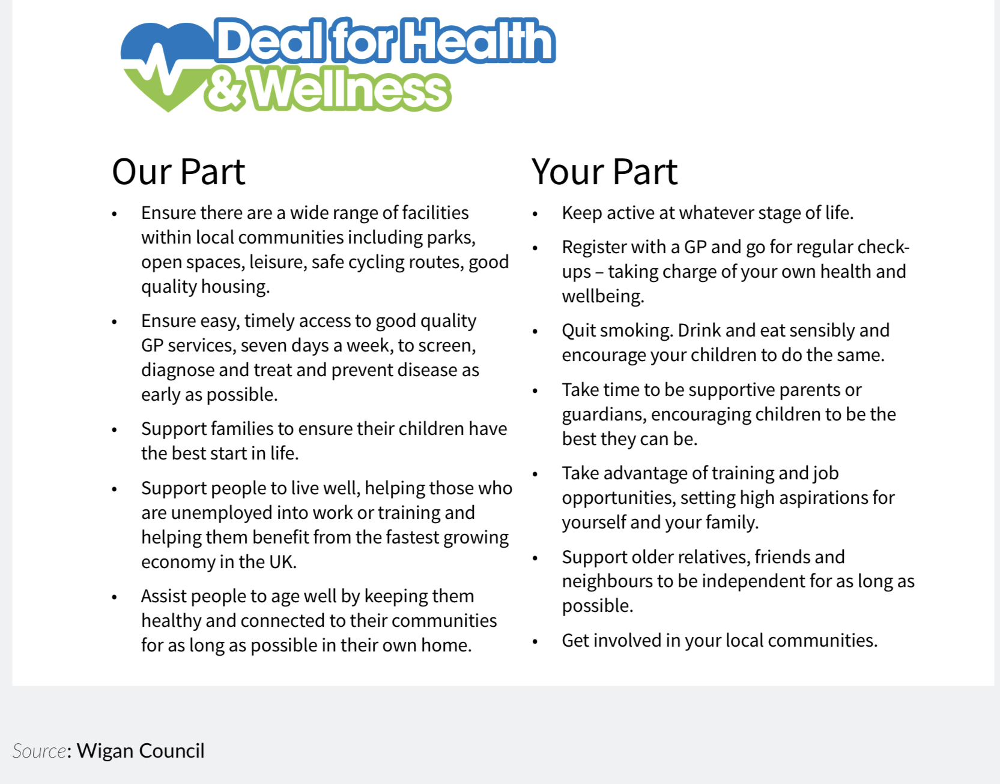 Deal for Health
& Wellness
Our Part
• Ensure there are a wide range of facilities
within local communities including parks,
open spaces, leisure, safe cycling routes, good
quality housing.
• Ensure easy, timely access to good quality
GP services, seven days a week, to screen,
diagnose and treat and prevent disease as
early as possible.
• Support families to ensure their children have
the best start in life.
• Support people to live well, helping those who
are unemployed into work or training and
helping them benefit from the fastest growing
economy in the UK.
• Assist people to age well by keeping them
healthy and connected to their communities
for as long as possible in their own home.
Your Part
• Keep active at whatever stage of life.
• Register with a GP and go for regular check-
ups – taking charge of your own health and
wellbeing.
• Quit smoking. Drink and eat sensibly and
encourage your children to do the same.
• Take time to be supportive parents or
guardians, encouraging children to be the
best they can be.
• Take advantage of training and job
opportunities, setting high aspirations for
yourself and your family.
• Support older relatives, friends and
neighbours to be independent for as long as
possible.
• Get involved in your local communities.
Source: Wigan Council